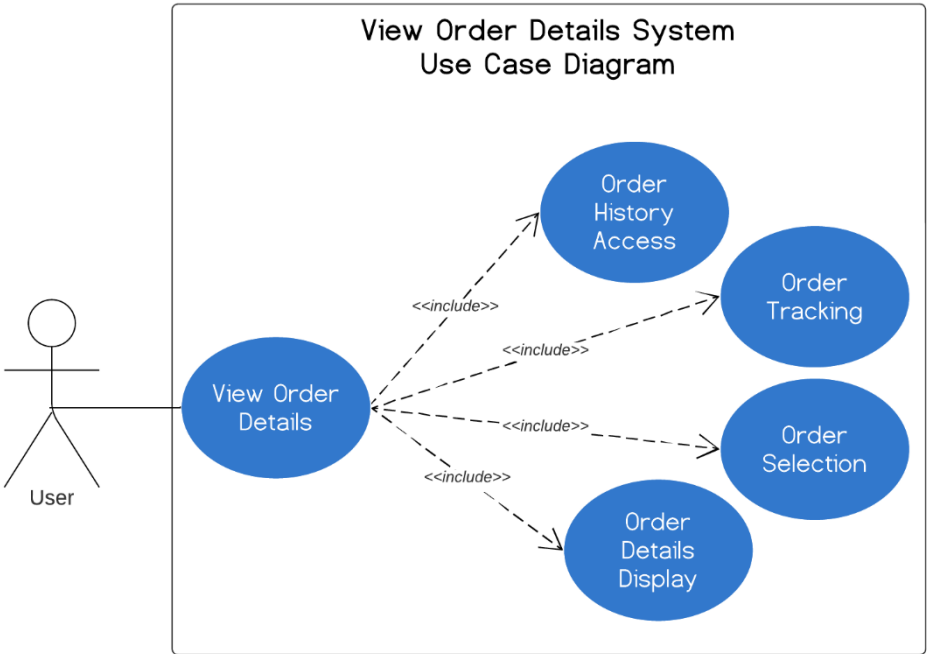 View Order Details System
Use Case Diagram
Order
History
Access
Order
Tracking
<<include>>
<<include>>
View Order
Details
<<include>>
Order
Selection
<<include>>
User
Order
Details
Display